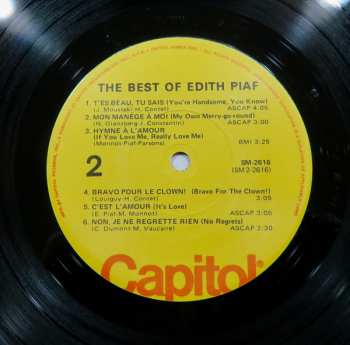 THE BEST OF EDITH PIAF
1. T'ES BEAU, TU SAIS (You're Handsome, You Know)
(J. Moustaki-H. Contet) ASCAP 4:05
2. MON MANÈGE À MOI (My Own Merry-go-round)
(N. Glanzberg-J. Constantin) ASCAP 3:00
3. HYMNE À L'AMOUR
(If You Love Me, Really Love Me)
(Monnot-Piaf-Parsons) BMI 3:25
2
SM-2616
(SM 2-2616)
4. BRAVO POUR LE CLOWN! (Bravo For The Clown!)
(Louiguy-H. Contet) 3:05
5. C'EST L'AMOUR (It's Love)
(E. Piaf-M. Monnot) ASCAP 3:05
6. NON, JE NE REGRETTE RIEN (No Regrets)
(C. Dumont-M. Vaucaire) ASCAP 2:30
Capitol